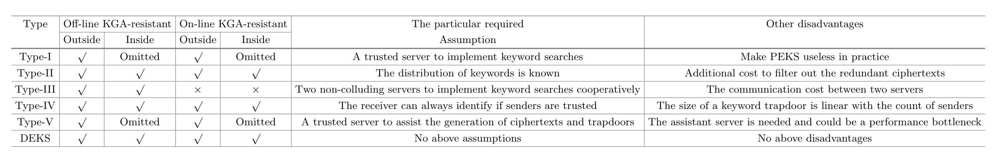 Type Off-line KGA-resistant On-line KGA-resistant The particular required Other disadvantages
Outside Inside Outside Inside Assumption
Type-I √ Omitted √ Omitted A trusted server to implement keyword searches Make PEKS useless in practice
Type-II √ √ √ √ The distribution of keywords is known Additional cost to filter out the redundant ciphertexts
Type-III √ √ × × Two non-colluding servers to implement keyword searches cooperatively The communication cost between two servers
Type-IV √ √ √ √ The receiver can always identify if senders are trusted The size of a keyword trapdoor is linear with the count of senders
Type-V √ Omitted √ Omitted A trusted server to assist the generation of ciphertexts and trapdoors The assistant server is needed and could be a performance bottleneck
DEKS √ √ √ √ No above assumptions No above disadvantages